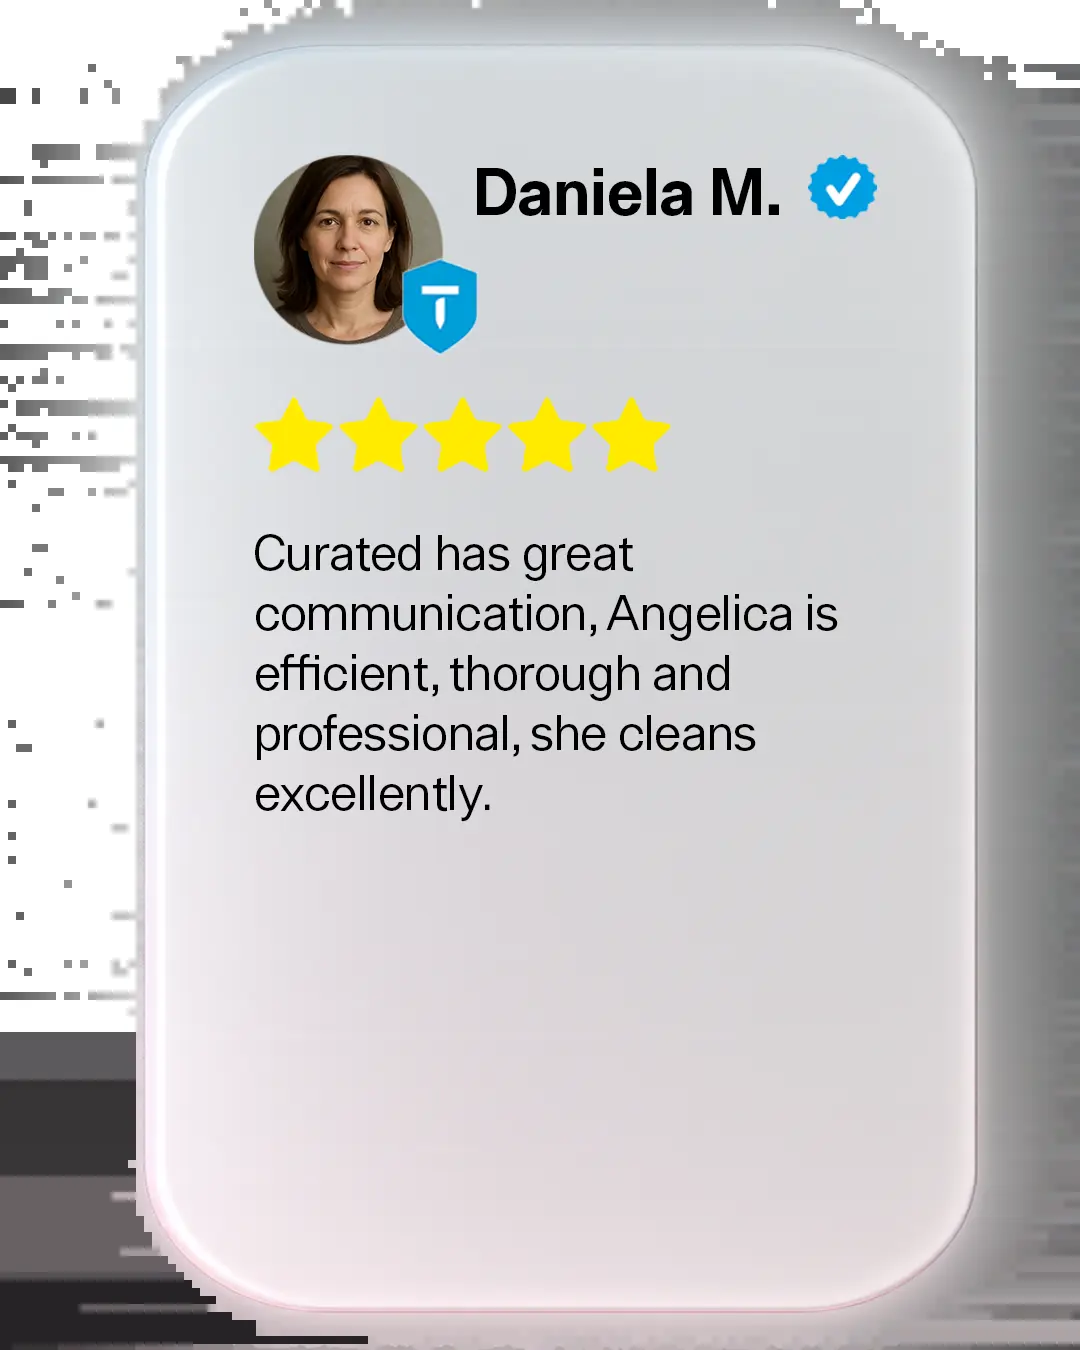 Daniela M.
T
Curated has great
communication, Angelica is
efficient, thorough and
professional, she cleans
excellently.